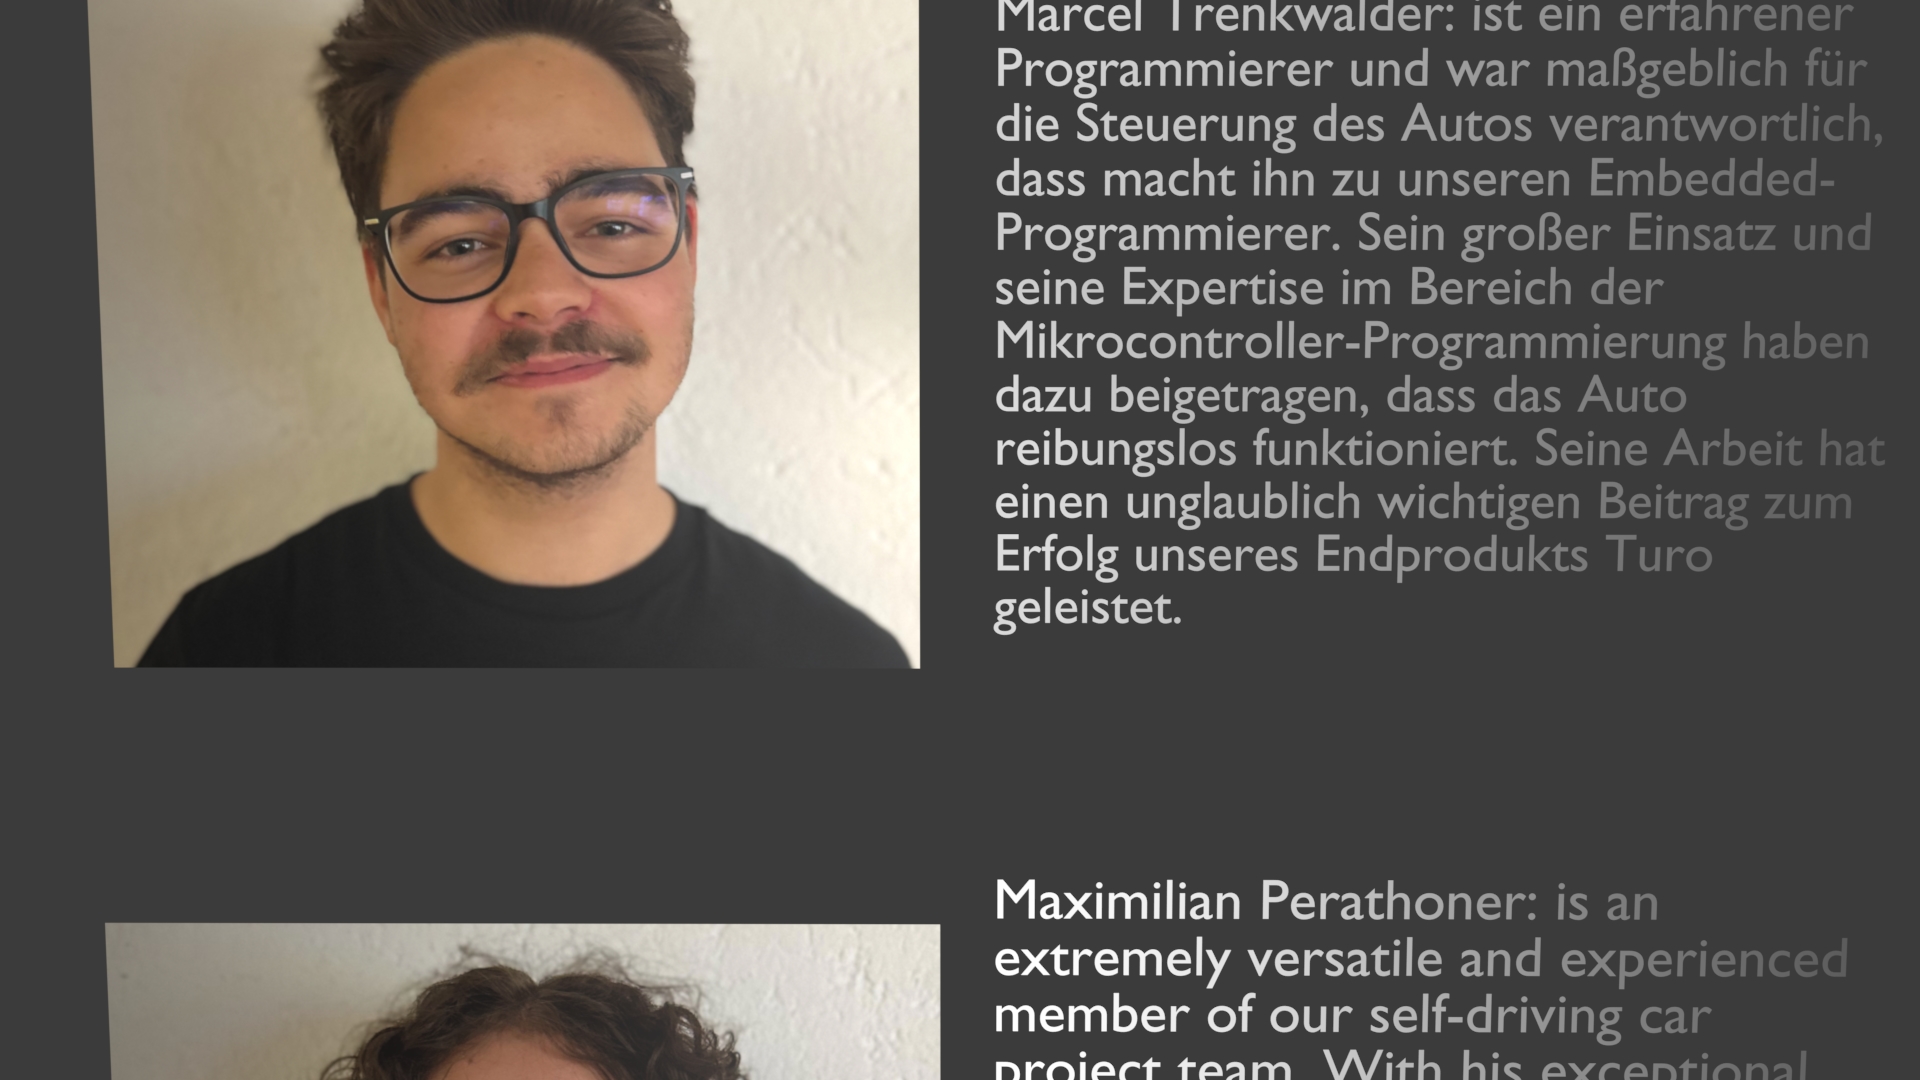 Marcel Trenkwalder: ist ein erfahrener
Programmierer und war maßgeblich für
die Steuerung des Autos verantwortlich,
dass macht ihn zu unseren Embedded-
Programmierer. Sein großer Einsatz und
seine Expertise im Bereich der
Mikrocontroller-Programmierung haben
dazu beigetragen, dass das Auto
reibungslos funktioniert. Seine Arbeit hat
einen unglaublich wichtigen Beitrag zum
Erfolg unseres Endprodukts Turo
geleistet.
Maximilian Perathoner: is an
extremely versatile and experienced
member of our self-driving car
project team. With his exceptional